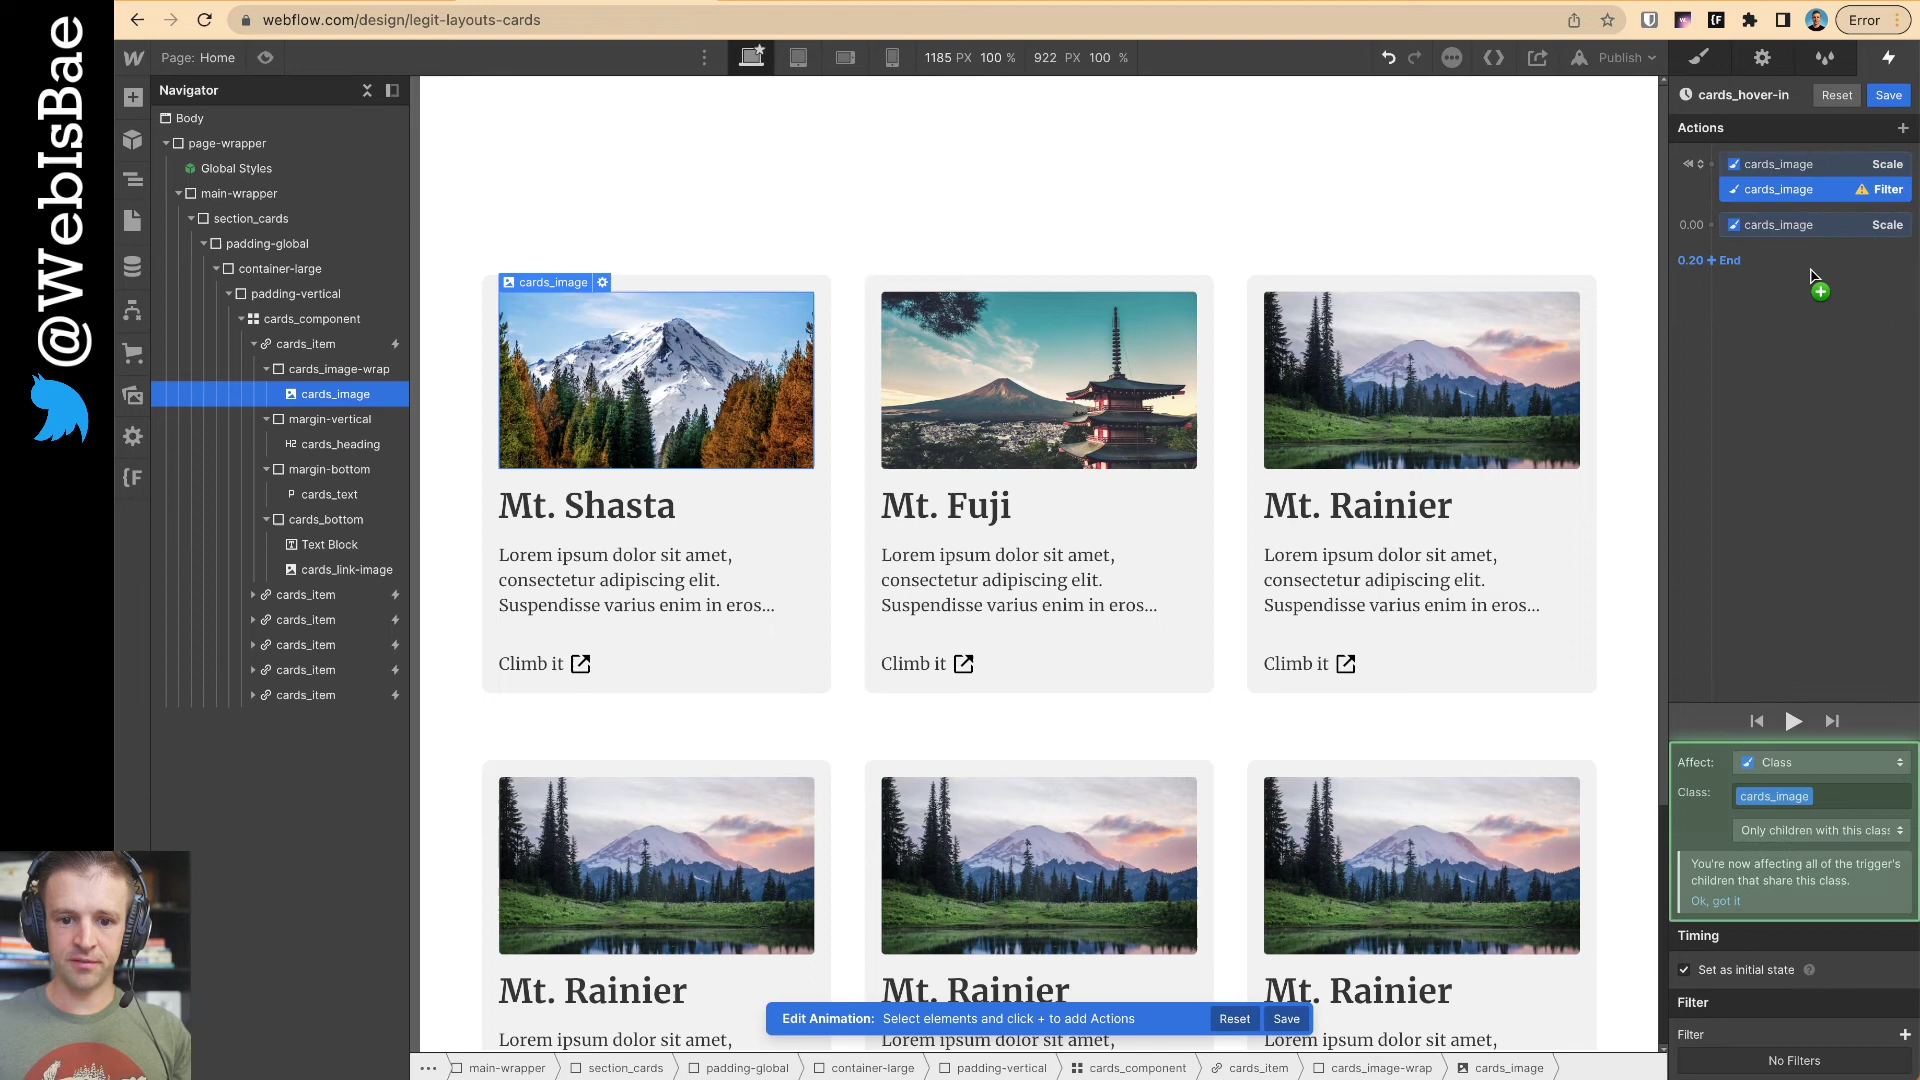 @WebIsBae
webflow.com/design/legit-layouts-cards
Error
Page: Home
1185 PX 100 %
922 PX 100 %
Publish
Navigator
Body
page-wrapper
Global Styles
main-wrapper
section_cards
padding-global
container-large
padding-vertical
cards_component
cards_item
cards_image-wrap
cards_image
margin-vertical
H2 cards_heading
margin-bottom
P cards_text
cards_bottom
Text Block
cards_link-image
cards_item
cards_item
cards_item
cards_item
cards_item
cards_image
Mt. Shasta
Lorem ipsum dolor sit amet,
consectetur adipiscing elit.
Suspendisse varius enim in eros...
Climb it
Mt. Fuji
Lorem ipsum dolor sit amet,
consectetur adipiscing elit.
Suspendisse varius enim in eros...
Climb it
Mt. Rainier
Lorem ipsum dolor sit amet,
consectetur adipiscing elit.
Suspendisse varius enim in eros...
Climb it
Mt. Rainier
Lorem ipsum dolor sit amet,
Mt. Rainier
Lorem ipsum dolor sit amet,
Mt. Rainier
Lorem ipsum dolor sit amet,
Edit Animation: Select elements and click + to add Actions
Reset
Save
main-wrapper
section_cards
padding-global
container-large
padding-vertical
cards_component
cards_item
cards_image-wrap
cards_image
cards_hover-in
Reset
Save
Actions
cards_image Scale
cards_image Filter
0.00 cards_image Scale
0.20 + End
Affect: Class
Class: cards_image
Only children with this class
You're now affecting all of the trigger's
children that share this class.
Ok, got it
Timing
Set as initial state
Filter
Filter
No Filters